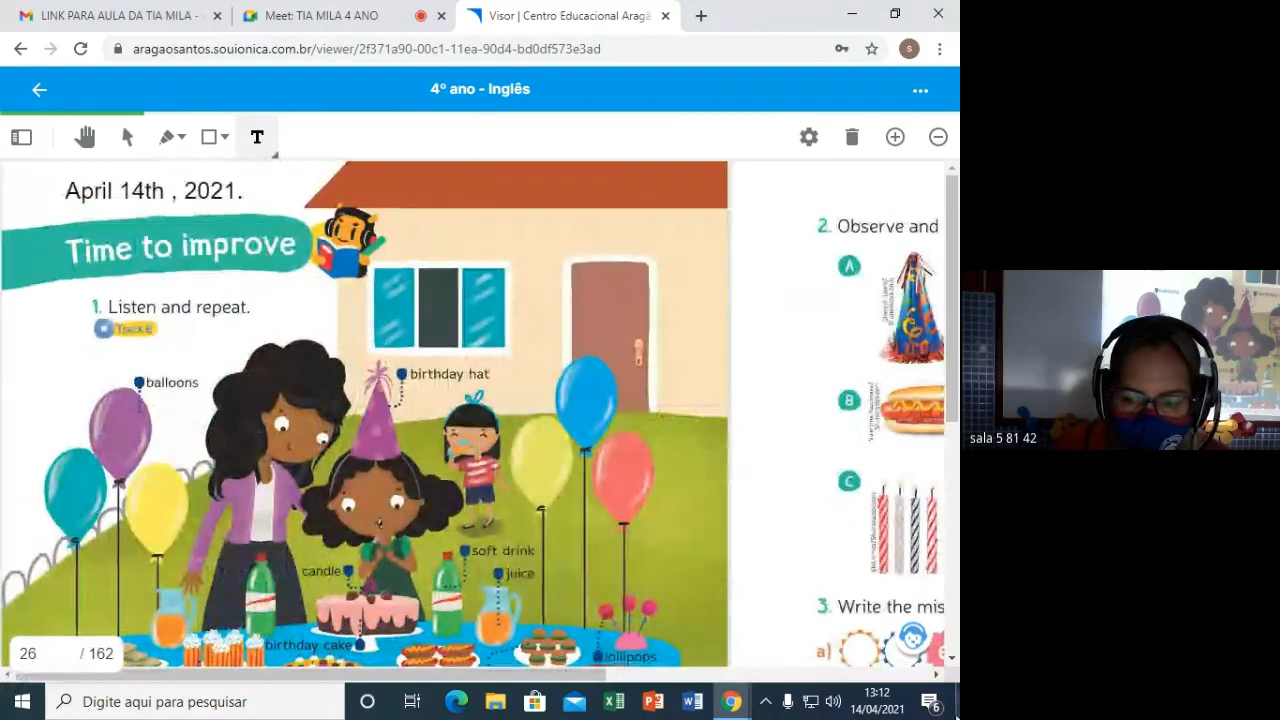 LINK PARA AULA DA TIA MILA -
Meet: TIA MILA 4 ANO
Visor | Centro Educacional Aragã
aragaosantos.souionica.com.br/viewer/2f371a90-00c1-11ea-90d4-bd0df573e3ad
s
4º ano - Inglês
T
April 14th , 2021.
Time to improve
1. Listen and repeat.
balloons
birthday hat
soft drink
candle
juice
birthday cake
lollipops
2. Observe and
A
B
C
3. Write the mis
a)
26 / 162
sala 5 81 42
Digite aqui para pesquisar
13:12
14/04/2021
6